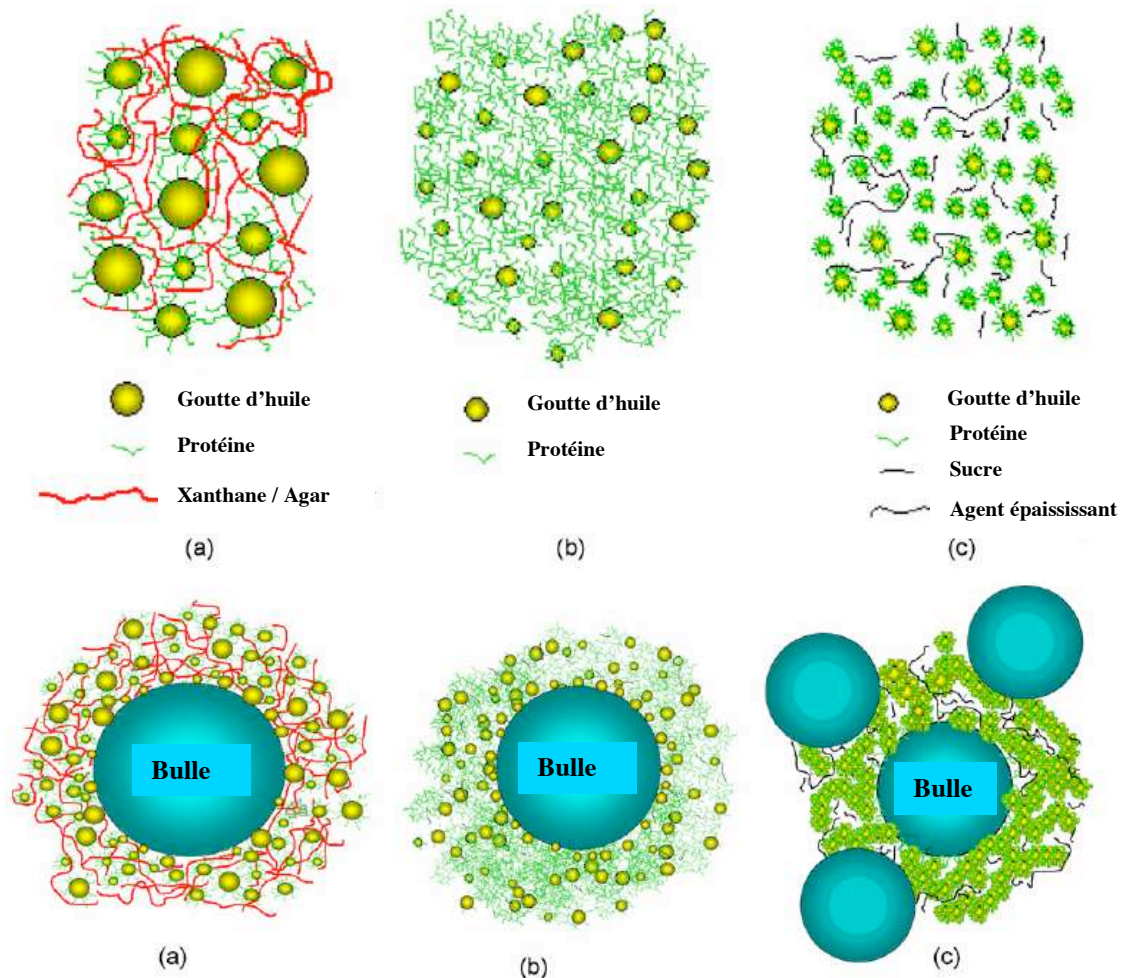 (a)
(b)
(c)
Goutte d'huile
Protéine
Xanthane / Agar
Goutte d'huile
Protéine
Goutte d'huile
Protéine
Sucre
Agent épaississant
(a)
(b)
(c)
Bulle
Bulle
Bulle
(a)
(b)
(c)